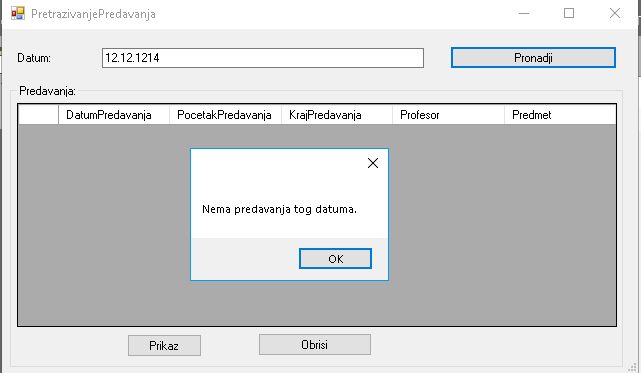 PretrazivanjePredavanja
Datum: 12.12.1214 Pronadji
Predavanja:
DatumPredavanja PocetakPredavanja KrajPredavanja Profesor Predmet
Nema predavanja tog datuma.
OK
Prikaz Obrisi